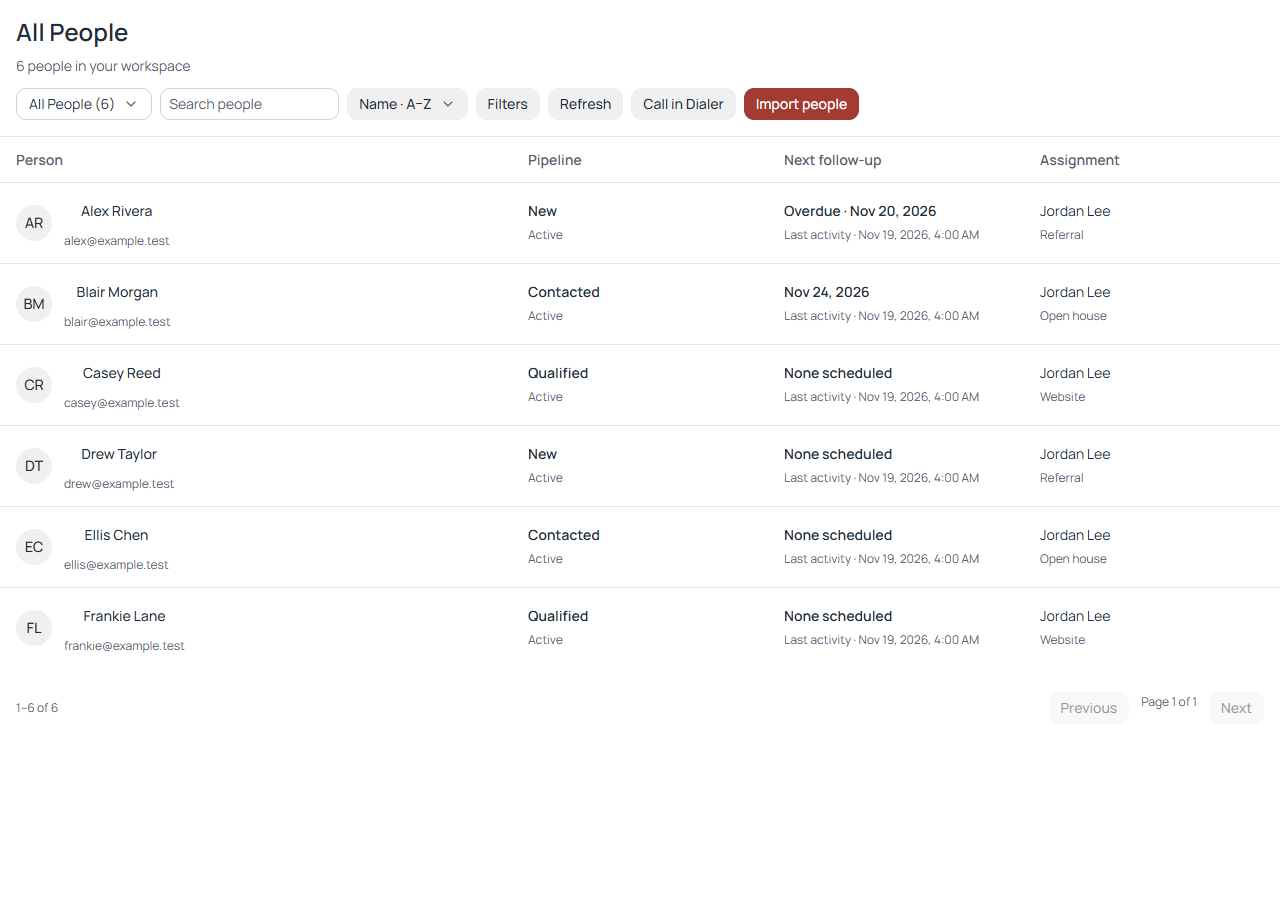 All People
6 people in your workspace
All People (6) Search people Name · A–Z Filters Refresh Call in Dialer Import people
Person Pipeline Next follow-up Assignment
AR Alex Rivera New Overdue · Nov 20, 2026 Jordan Lee
alex@example.test Active Last activity · Nov 19, 2026, 4:00 AM Referral
BM Blair Morgan Contacted Nov 24, 2026 Jordan Lee
blair@example.test Active Last activity · Nov 19, 2026, 4:00 AM Open house
CR Casey Reed Qualified None scheduled Jordan Lee
casey@example.test Active Last activity · Nov 19, 2026, 4:00 AM Website
DT Drew Taylor New None scheduled Jordan Lee
drew@example.test Active Last activity · Nov 19, 2026, 4:00 AM Referral
EC Ellis Chen Contacted None scheduled Jordan Lee
ellis@example.test Active Last activity · Nov 19, 2026, 4:00 AM Open house
FL Frankie Lane Qualified None scheduled Jordan Lee
frankie@example.test Active Last activity · Nov 19, 2026, 4:00 AM Website
1–6 of 6 Previous Page 1 of 1 Next